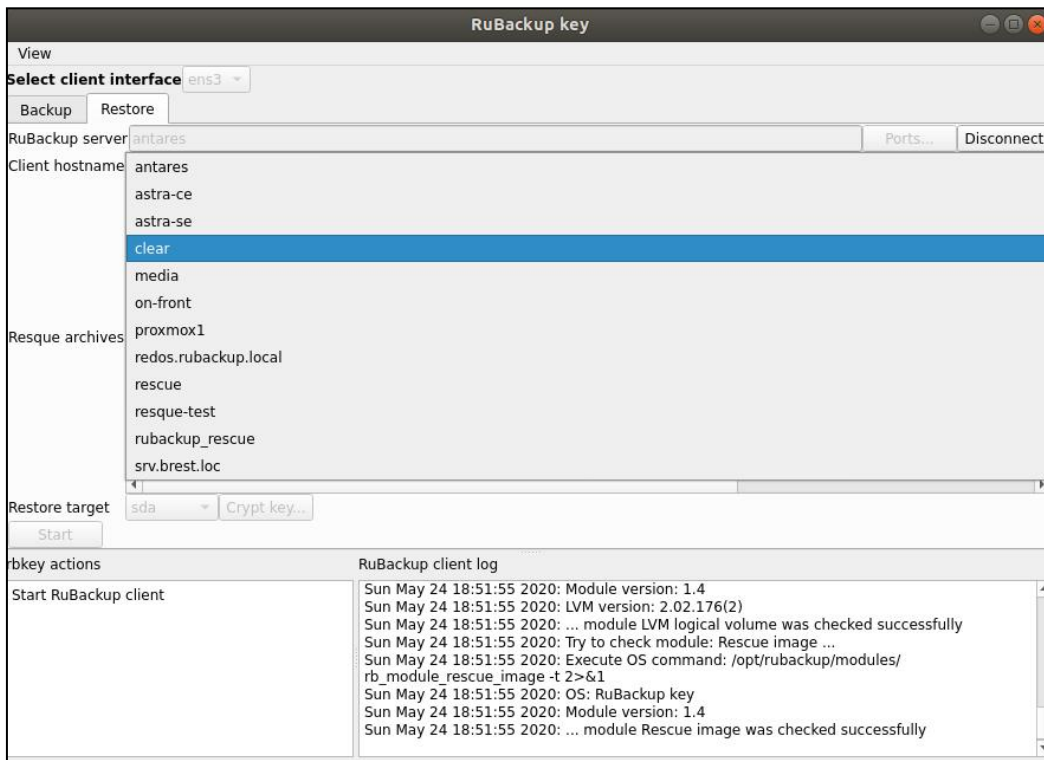 RuBackup key
View
Select client interface ens3
Backup Restore
RuBackup server antares Ports... Disconnect
Client hostname
antares
astra-ce
astra-se
clear
media
on-front
proxmox1
Resque archives
redos.rubackup.local
rescue
resque-test
rubackup_rescue
srv.brest.loc
Restore target sda Crypt key...
Start
rbkey actions
Start RuBackup client
RuBackup client log
Sun May 24 18:51:55 2020: Module version: 1.4
Sun May 24 18:51:55 2020: LVM version: 2.02.176(2)
Sun May 24 18:51:55 2020: ... module LVM logical volume was checked successfully
Sun May 24 18:51:55 2020: Try to check module: Rescue image ...
Sun May 24 18:51:55 2020: Execute OS command: /opt/rubackup/modules/
rb_module_rescue_image -t 2>&1
Sun May 24 18:51:55 2020: OS: RuBackup key
Sun May 24 18:51:55 2020: Module version: 1.4
Sun May 24 18:51:55 2020: ... module Rescue image was checked successfully